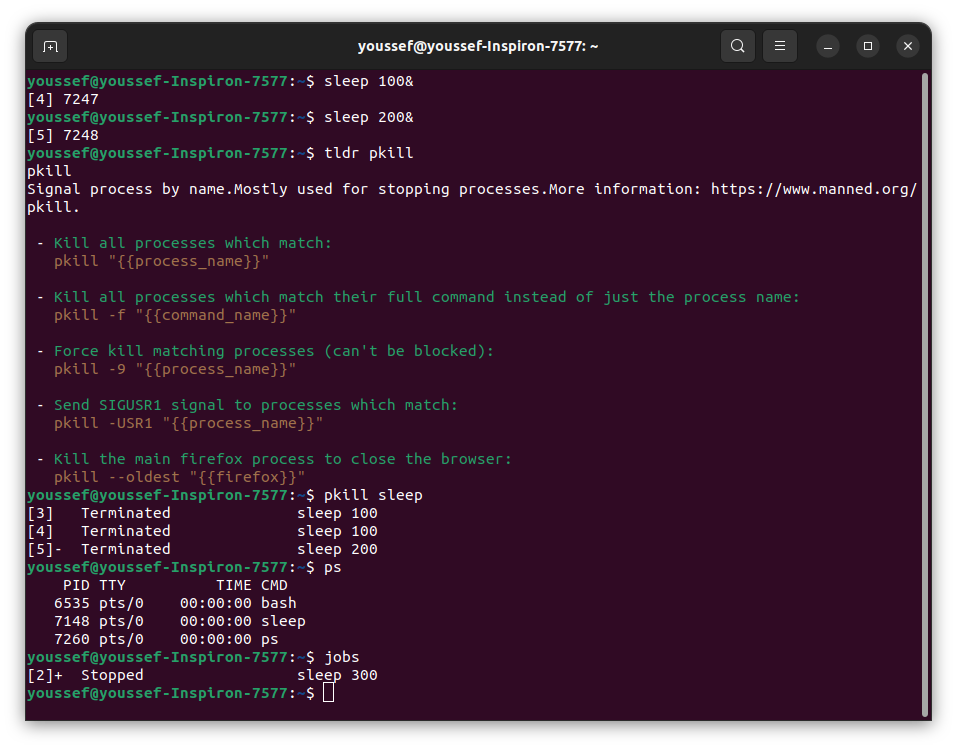 youssef@youssef-Inspiron-7577: ~
youssef@youssef-Inspiron-7577:~$ sleep 100&
[4] 7247
youssef@youssef-Inspiron-7577:~$ sleep 200&
[5] 7248
youssef@youssef-Inspiron-7577:~$ tldr pkill
pkill
Signal process by name.Mostly used for stopping processes.More information: https://www.manned.org/
pkill.
- Kill all processes which match:
pkill "{{process_name}}"
- Kill all processes which match their full command instead of just the process name:
pkill -f "{{command_name}}"
- Force kill matching processes (can't be blocked):
pkill -9 "{{process_name}}"
- Send SIGUSR1 signal to processes which match:
pkill -USR1 "{{process_name}}"
- Kill the main firefox process to close the browser:
pkill --oldest "{{firefox}}"
youssef@youssef-Inspiron-7577:~$ pkill sleep
[3]   Terminated              sleep 100
[4]   Terminated              sleep 100
[5]-  Terminated              sleep 200
youssef@youssef-Inspiron-7577:~$ ps
PID TTY          TIME CMD
6535 pts/0    00:00:00 bash
7148 pts/0    00:00:00 sleep
7260 pts/0    00:00:00 ps
youssef@youssef-Inspiron-7577:~$ jobs
[2]+  Stopped                 sleep 300
youssef@youssef-Inspiron-7577:~$